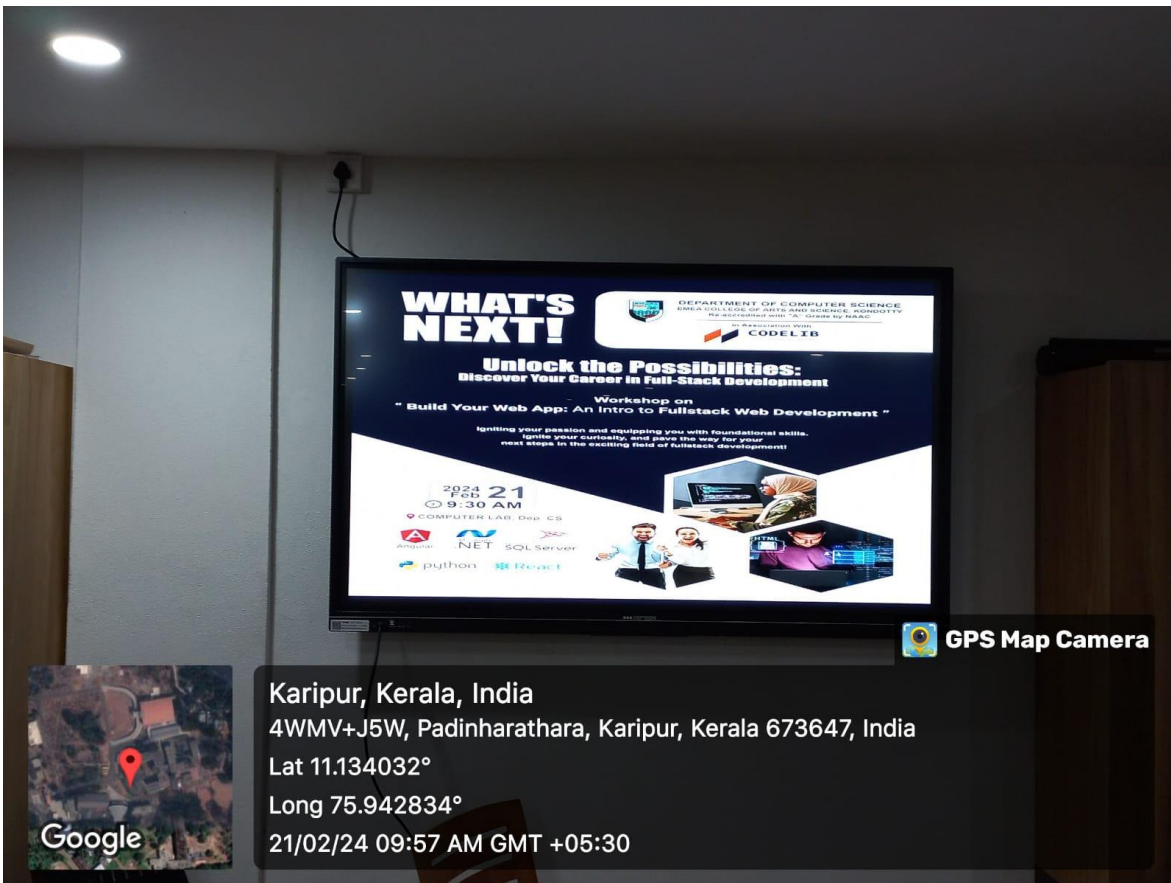 WHAT'S
NEXT!
DEPARTMENT OF COMPUTER SCIENCE
EMEA COLLEGE OF ARTS AND SCIENCE, KONDOTTY
Re-accredited with "A" Grade by NAAC
In Association With
CODELIB
Unlock the Possibilities:
Discover Your Career in Full-Stack Development
Workshop on
" Build Your Web App: An Intro to Fullstack Web Development "
Igniting your passion and equipping you with foundational skills.
Ignite your curiosity, and pave the way for your
next steps in the exciting field of fullstack development!
2024
Feb 21
9:30 AM
COMPUTER LAB, Dep. CS
Angular
.NET
SQL Server
python
React
HTML
GPS Map Camera
Karipur, Kerala, India
4WMV+J5W, Padinharathara, Karipur, Kerala 673647, India
Lat 11.134032°
Long 75.942834°
21/02/24 09:57 AM GMT +05:30
Google